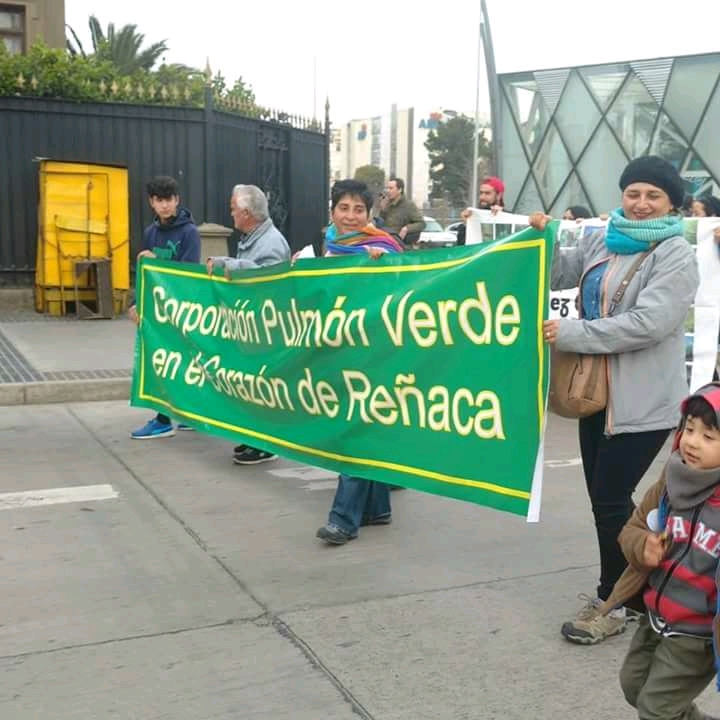 Corporación Pulmón Verde
en el Corazón de Reñaca